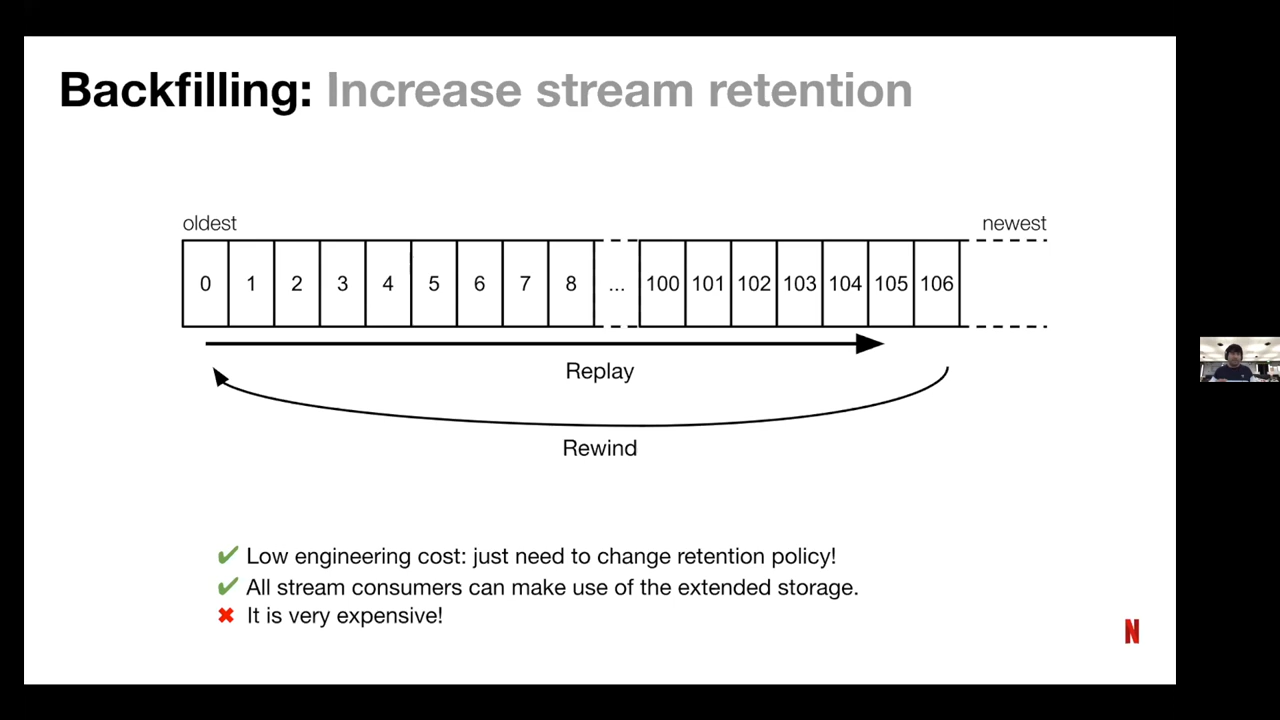 Backfilling: Increase stream retention
oldest newest
0 1 2 3 4 5 6 7 8 ... 100 101 102 103 104 105 106
Replay
Rewind
✔ Low engineering cost: just need to change retention policy!
✔ All stream consumers can make use of the extended storage.
✖ It is very expensive!
N